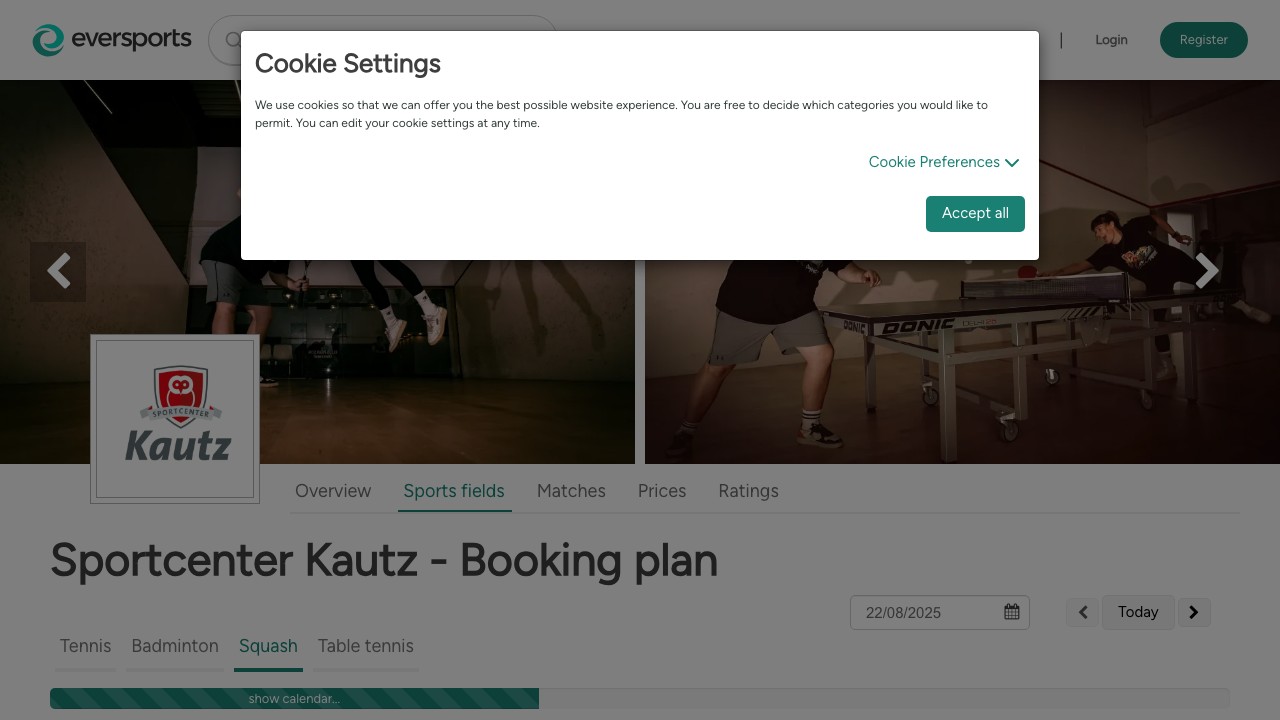 eversports
|
Login
Register
Cookie Settings
We use cookies so that we can offer you the best possible website experience. You are free to decide which categories you would like to
permit. You can edit your cookie settings at any time.
Cookie Preferences
Accept all
DONIC
DONIC
SPORTCENTER
Kautz
Overview
Sports fields
Matches
Prices
Ratings
Sportcenter Kautz - Booking plan
22/08/2025
Today
Tennis
Badminton
Squash
Table tennis
show calendar...